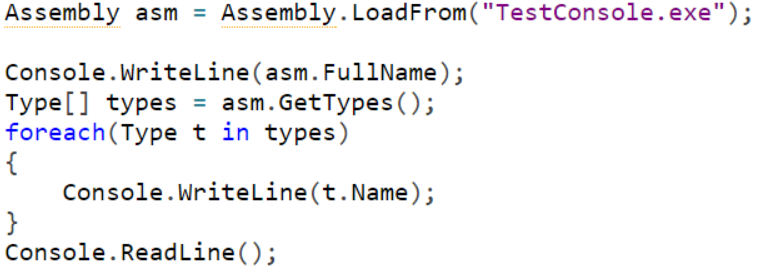 Assembly asm = Assembly.LoadFrom("TestConsole.exe");
Console.WriteLine(asm.FullName);
Type[] types = asm.GetTypes();
foreach(Type t in types)
{
    Console.WriteLine(t.Name);
}
Console.ReadLine();